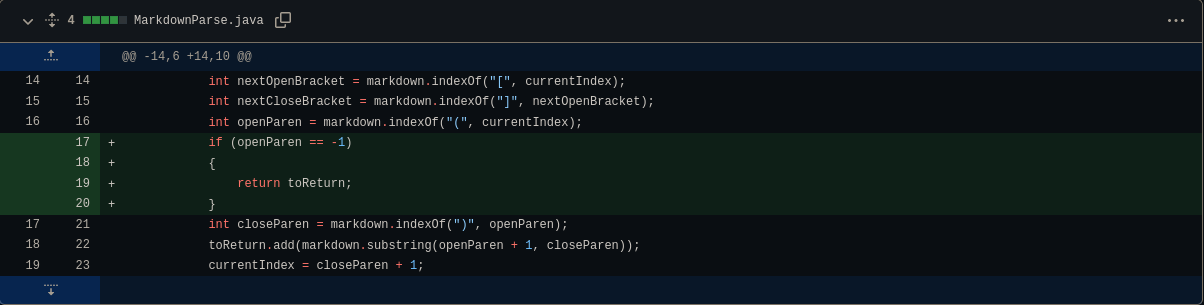 4 MarkdownParse.java
@@ -14,6 +14,10 @@
14 14 int nextOpenBracket = markdown.indexOf("[", currentIndex);
15 15 int nextCloseBracket = markdown.indexOf("]", nextOpenBracket);
16 16 int openParen = markdown.indexOf("(", currentIndex);
17 + if (openParen == -1)
18 + {
19 + return toReturn;
20 + }
17 21 int closeParen = markdown.indexOf(")", openParen);
18 22 toReturn.add(markdown.substring(openParen + 1, closeParen));
19 23 currentIndex = closeParen + 1;